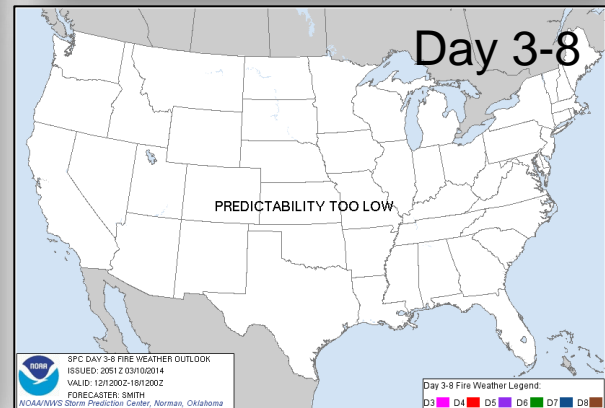 Day 3-8
PREDICTABILITY TOO LOW
NOAA
SPC DAY 3-8 FIRE WEATHER OUTLOOK
ISSUED: 2051 Z 03/10/2014
VALID: 12/1200Z-18/1200Z
FORECASTER: SMITH
NOAA/NWS Storm Prediction Center, Norman, Oklahoma
Day 3-8 Fire Weather Legend:
D3 D4 D5 D6 D7 D8